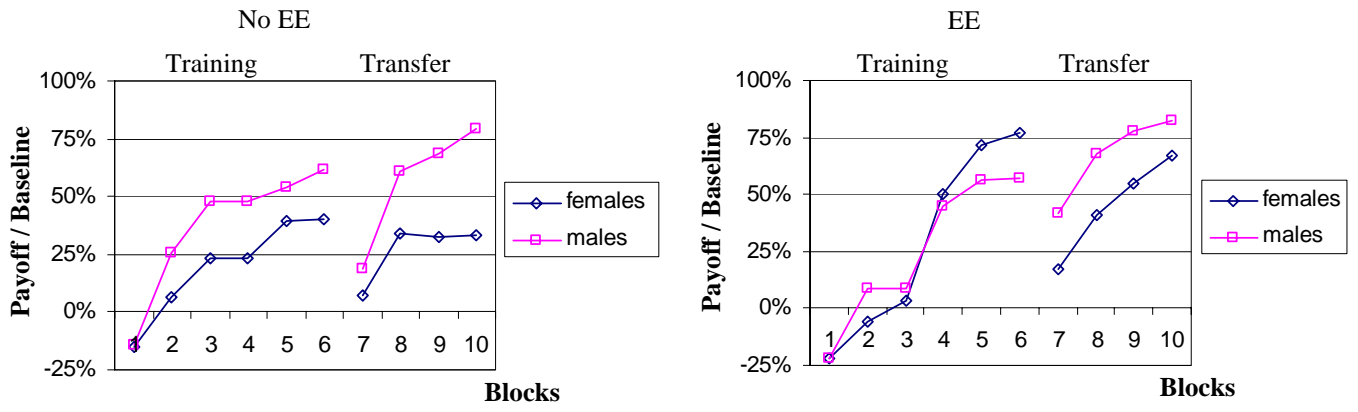 No EE
Training Transfer
100%
75%
50%
25%
0%
-25%
Payoff / Baseline
1 2 3 4 5 6 7 8 9 10
Blocks
females
males
EE
Training Transfer
100%
75%
50%
25%
0%
-25%
Payoff / Baseline
1 2 3 4 5 6 7 8 9 10
Blocks
females
males